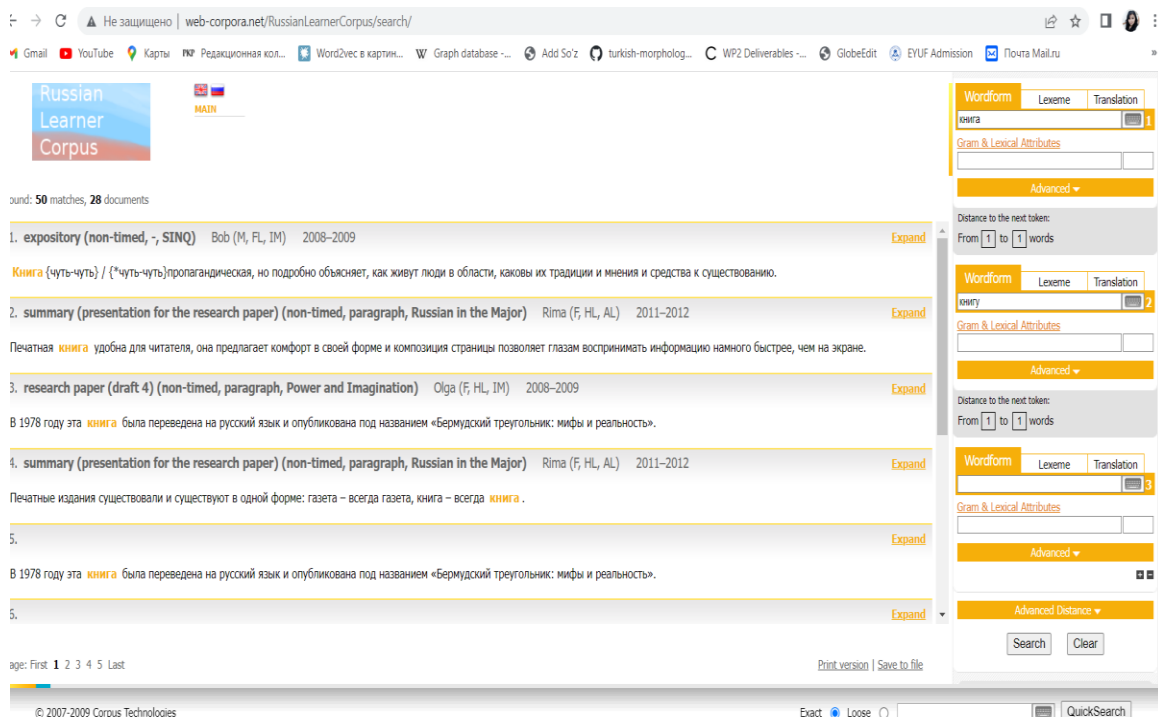 Не защищено | web-corpora.net/RussianLearnerCorpus/search/
Gmail YouTube Карты РКР Редакционная кол... Word2vec в картин... Graph database -... Add So'z turkish-morpholog... WP2 Deliverables -... GlobeEdit EYUF Admission Почта Mail.ru »
Russian
Learner
Corpus
MAIN
ound: 50 matches, 28 documents
1. expository (non-timed, -, SINQ) Bob (M, FL, IM) 2008–2009 Expand
Книга {чуть-чуть} / {*чуть-чуть}пропагандическая, но подробно объясняет, как живут люди в области, каковы их традиции и мнения и средства к существованию.
2. summary (presentation for the research paper) (non-timed, paragraph, Russian in the Major) Rima (F, HL, AL) 2011–2012 Expand
Печатная книга удобна для читателя, она предлагает комфорт в своей форме и композиция страницы позволяет глазам воспринимать информацию намного быстрее, чем на экране.
3. research paper (draft 4) (non-timed, paragraph, Power and Imagination) Olga (F, HL, IM) 2008–2009 Expand
В 1978 году эта книга была переведена на русский язык и опубликована под названием «Бермудский треугольник: мифы и реальность».
4. summary (presentation for the research paper) (non-timed, paragraph, Russian in the Major) Rima (F, HL, AL) 2011–2012 Expand
Печатные издания существовали и существуют в одной форме: газета – всегда газета, книга – всегда книга .
5. Expand
В 1978 году эта книга была переведена на русский язык и опубликована под названием «Бермудский треугольник: мифы и реальность».
6. Expand
age: First 1 2 3 4 5 Last
Print version | Save to file
Wordform Lexeme Translation
книга 1
Gram & Lexical Attributes
Advanced
Distance to the next token:
From 1 to 1 words
Wordform Lexeme Translation
книгу 2
Gram & Lexical Attributes
Advanced
Distance to the next token:
From 1 to 1 words
Wordform Lexeme Translation
3
Gram & Lexical Attributes
Advanced
Advanced Distance
Search Clear
© 2007-2009 Corpus Technologies
Exact Loose QuickSearch